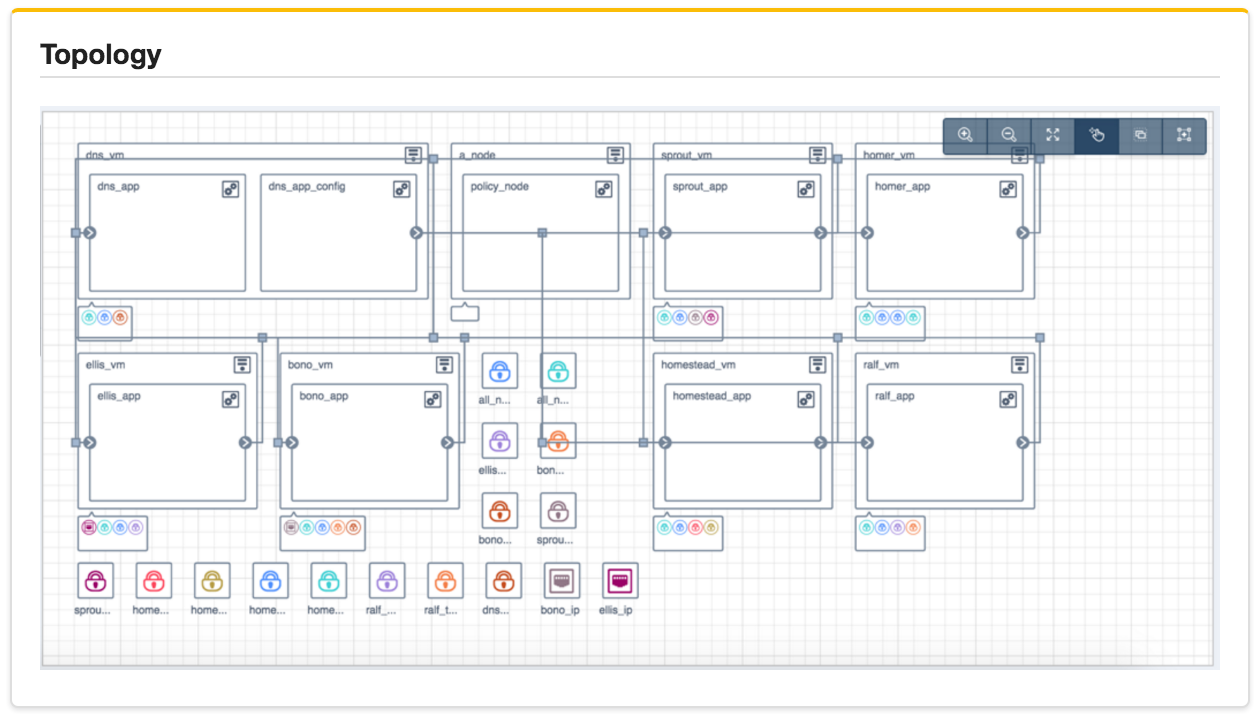 Topology
dns_vm
a_node
sprout_vm
homer_vm
dns_app
dns_app_config
policy_node
sprout_app
homer_app
ellis_vm
bono_vm
homestead_vm
ralf_vm
ellis_app
bono_app
homestead_app
ralf_app
all_n...
all_n...
ellis...
bon...
bono...
sprou...
sprou...
home...
home...
home...
home...
ralf_...
ralf_t...
dns...
bono_ip
ellis_ip